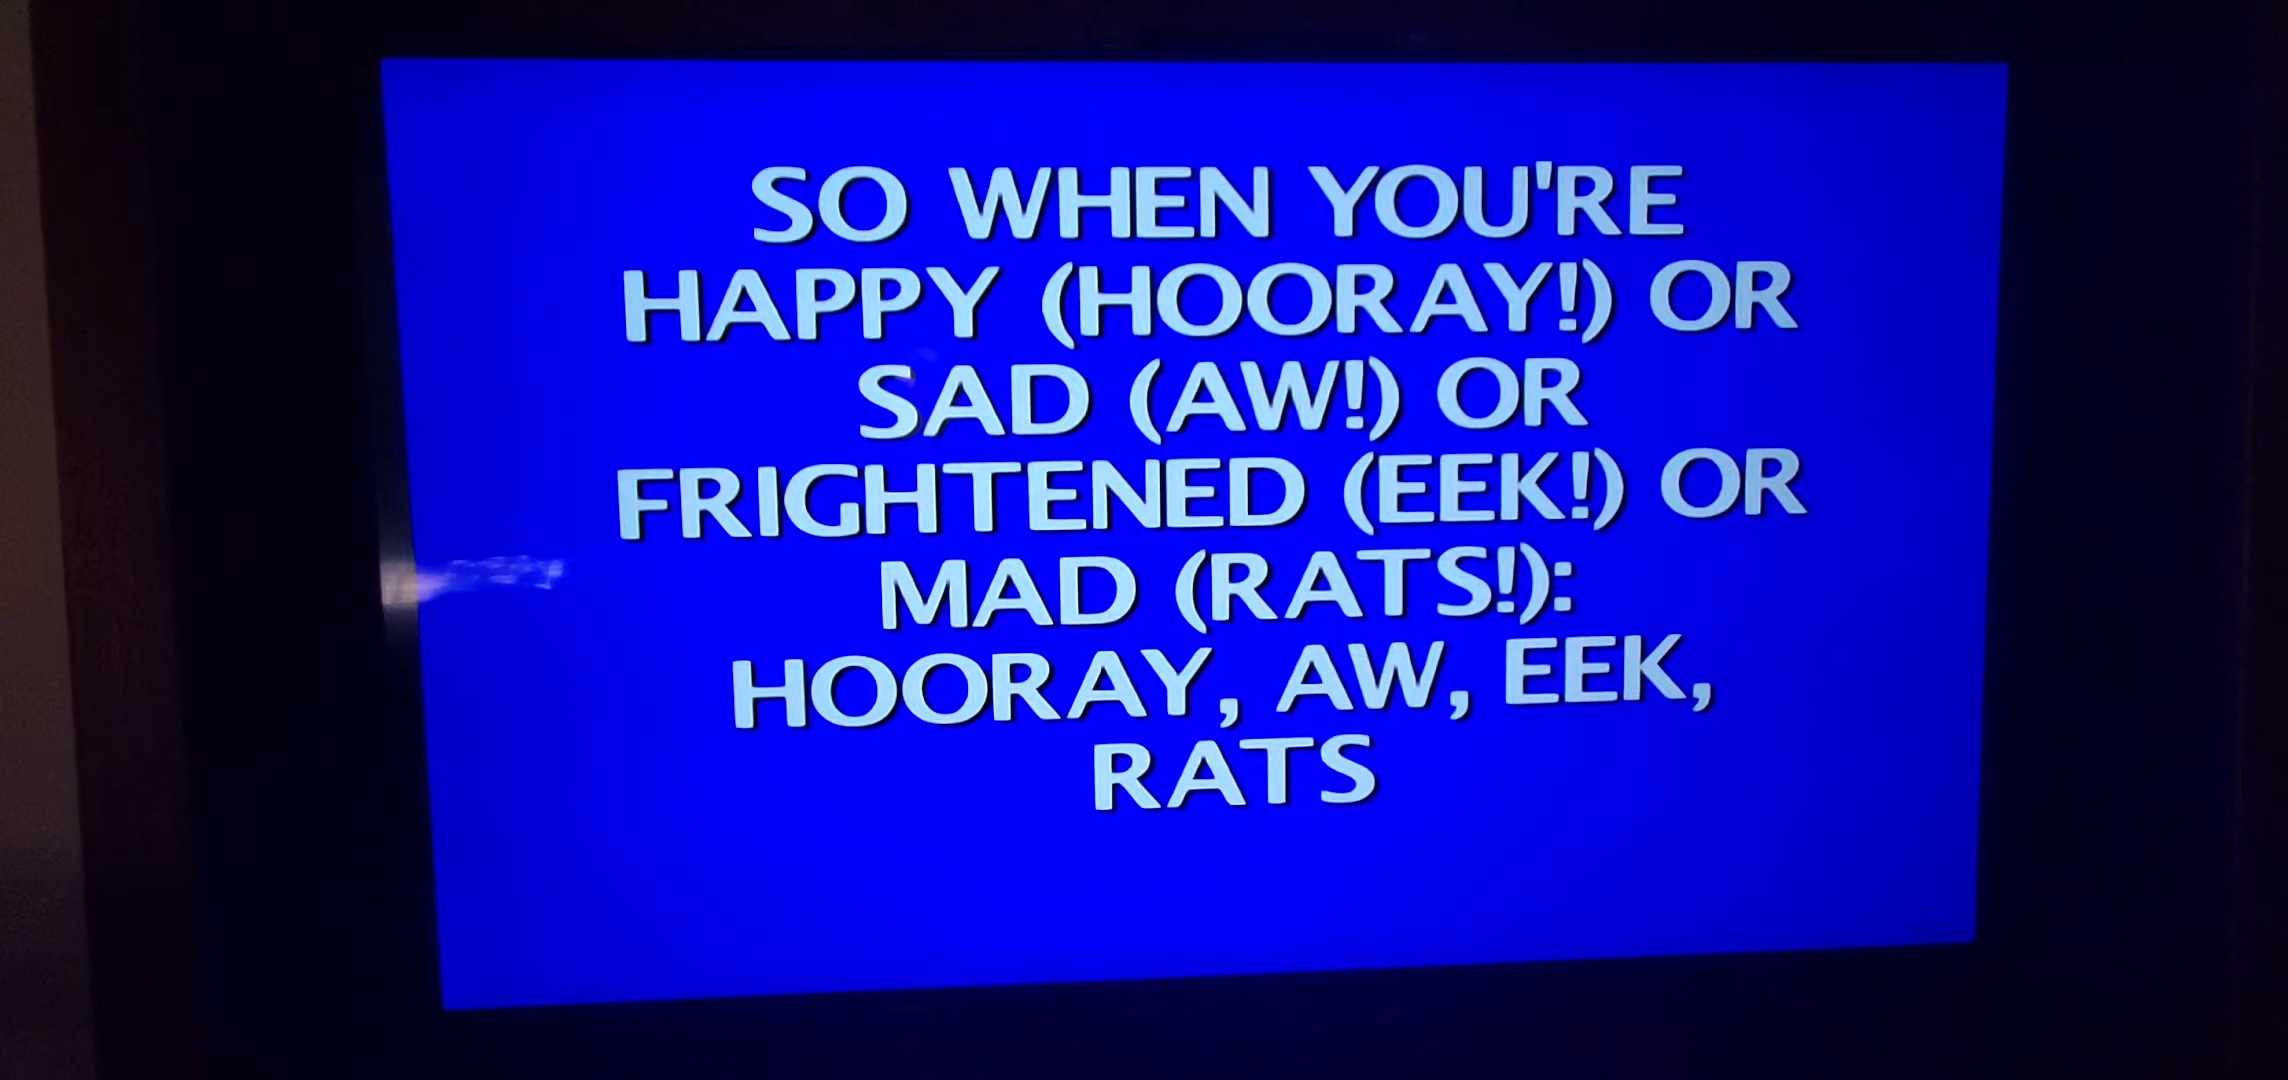 SO WHEN YOU'RE
HAPPY (HOORAY!) OR
SAD (AW!) OR
FRIGHTENED (EEK!) OR
MAD (RATS!):
HOORAY, AW, EEK,
RATS